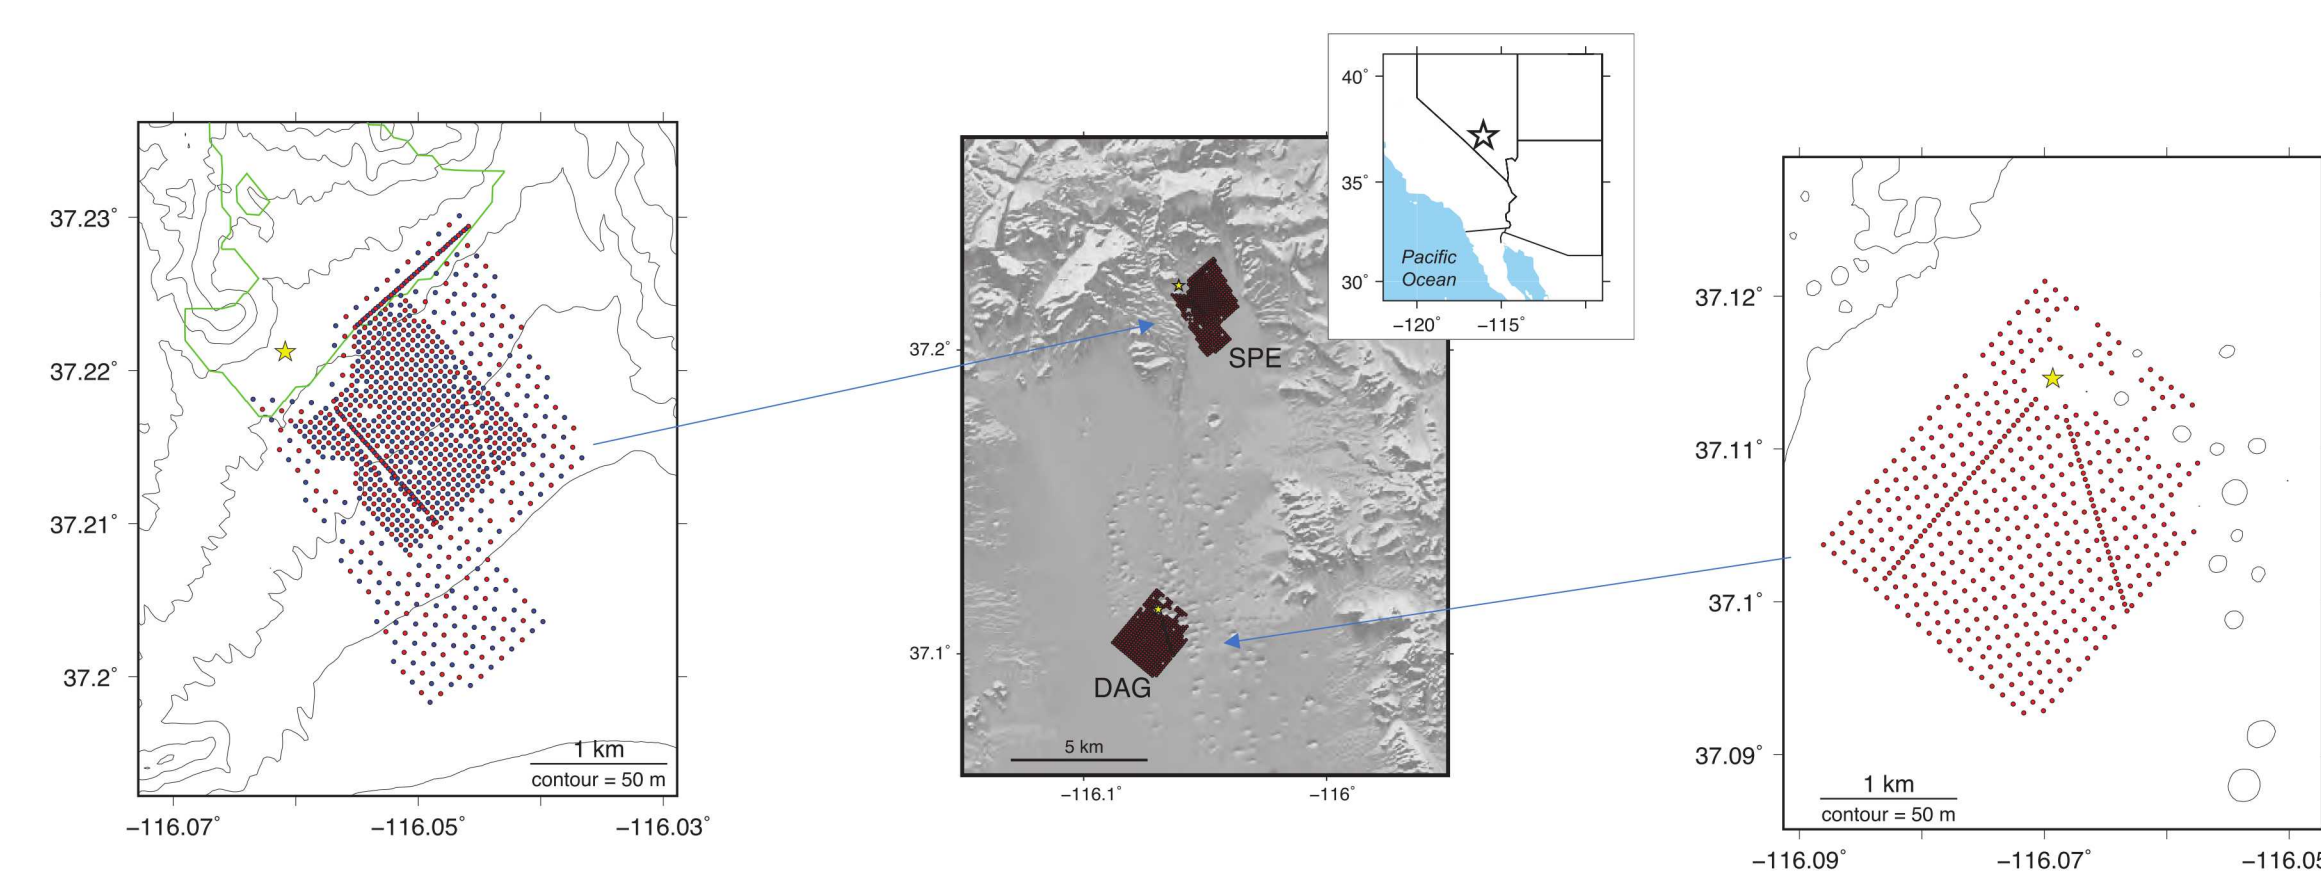 37.23°
37.22°
37.21°
37.2°
1 km
contour = 50 m
−116.07°
−116.05°
−116.03°
37.2°
37.1°
SPE
DAG
5 km
−116.1°
−116°
40°
35°
30°
Pacific
Ocean
−120°
−115°
37.12°
37.11°
37.1°
37.09°
1 km
contour = 50 m
−116.09°
−116.07°
−116.05